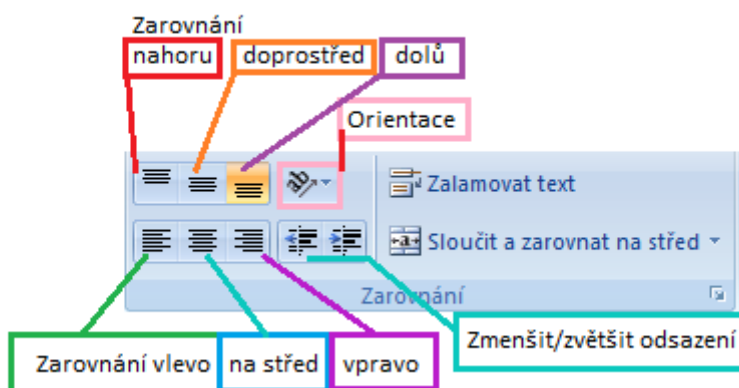 Zarovnání
nahoru doprostřed dolů
Orientace
Zalamovat text
Sloučit a zarovnat na střed
Zarovnání
Zmenšit/zvětšit odsazení
Zarovnání vlevo na střed vpravo